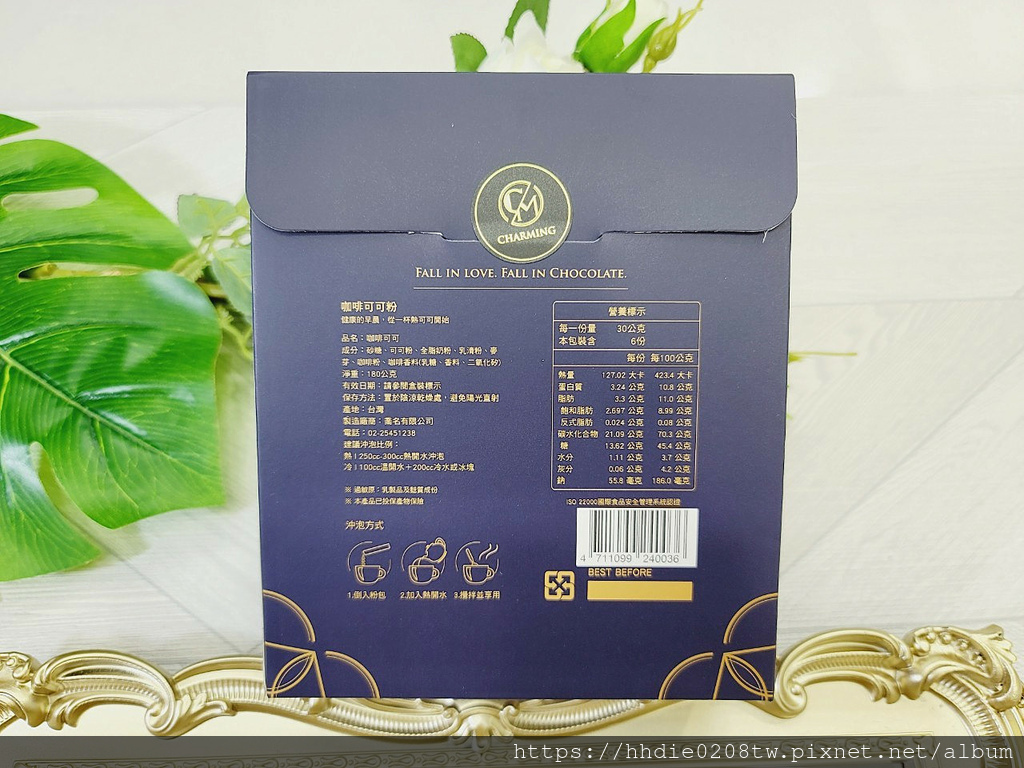 CM
CHARMING
FALL IN LOVE. FALL IN CHOCOLATE.
咖啡可可粉
健康的早晨，從一杯熱可可開始
品名：咖啡可可
成分：砂糖、可可粉、全脂奶粉、乳清粉、麥
芽、咖啡粉、咖啡香料(乳糖、香料、二氧化矽)
淨重：180公克
有效日期：請參閱盒裝標示
保存方法：置於陰涼乾燥處，避免陽光直射
產地：台灣
製造廠商：喬名有限公司
電話：02-25451238
建議沖泡比例：
熱 | 250cc-300cc熱開水沖泡
冷 | 100cc溫開水＋200cc冷水或冰塊
※ 過敏原：乳製品及麩質成份
※ 本產品已投保產物保險
沖泡方式
1.倒入粉包 2.加入熱開水 3.攪拌並享用
營養標示
每一份量 30公克
本包裝含 6份
每份 每100公克
熱量 127.02 大卡 423.4 大卡
蛋白質 3.24 公克 10.8 公克
脂肪 3.3 公克 11.0 公克
飽和脂肪 2.697 公克 8.99 公克
反式脂肪 0.024 公克 0.08 公克
碳水化合物 21.09 公克 70.3 公克
糖 13.62 公克 45.4 公克
水分 1.11 公克 3.7 公克
灰分 0.06 公克 4.2 公克
鈉 55.8 毫克 186.0 毫克
ISO 22000國際食品安全管理系統認證
4 711099 240036
BEST BEFORE
https://hhdie0208tw.pixnet.net/album